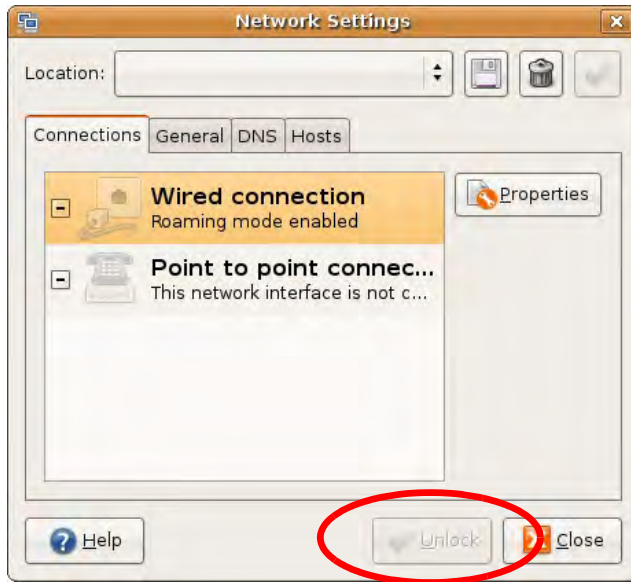 Network Settings
Location:
Connections General DNS Hosts
Wired connection
Roaming mode enabled
Properties
Point to point connec...
This network interface is not c...
Help Unlock Close